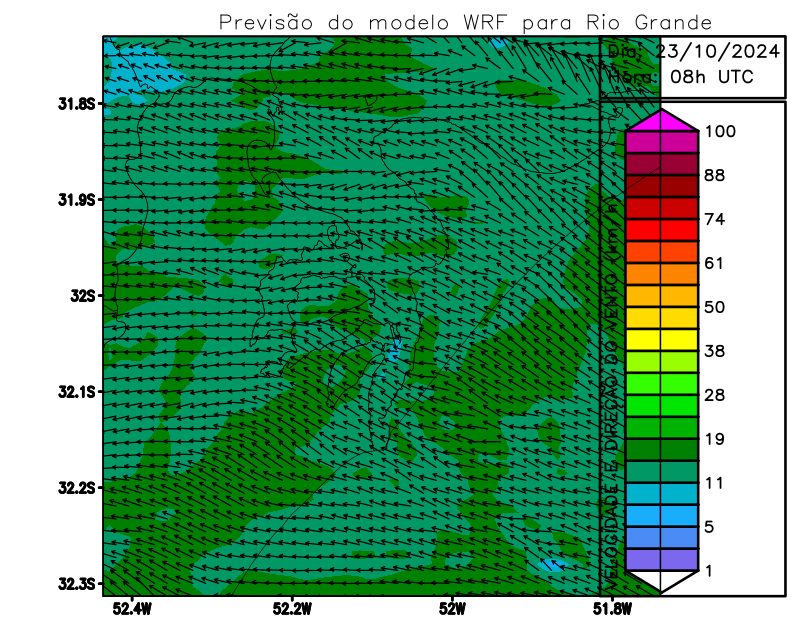 Previsão do modelo WRF para Rio Grande
Dia: 23/10/2024
Hora: 08h UTC
31.8S
31.9S
32S
32.1S
32.2S
32.3S
52.4W
52.2W
52W
51.8W
VELOCIDADE E DIREÇÃO DO VENTO (km/h)
100
88
74
61
50
38
28
19
11
5
1